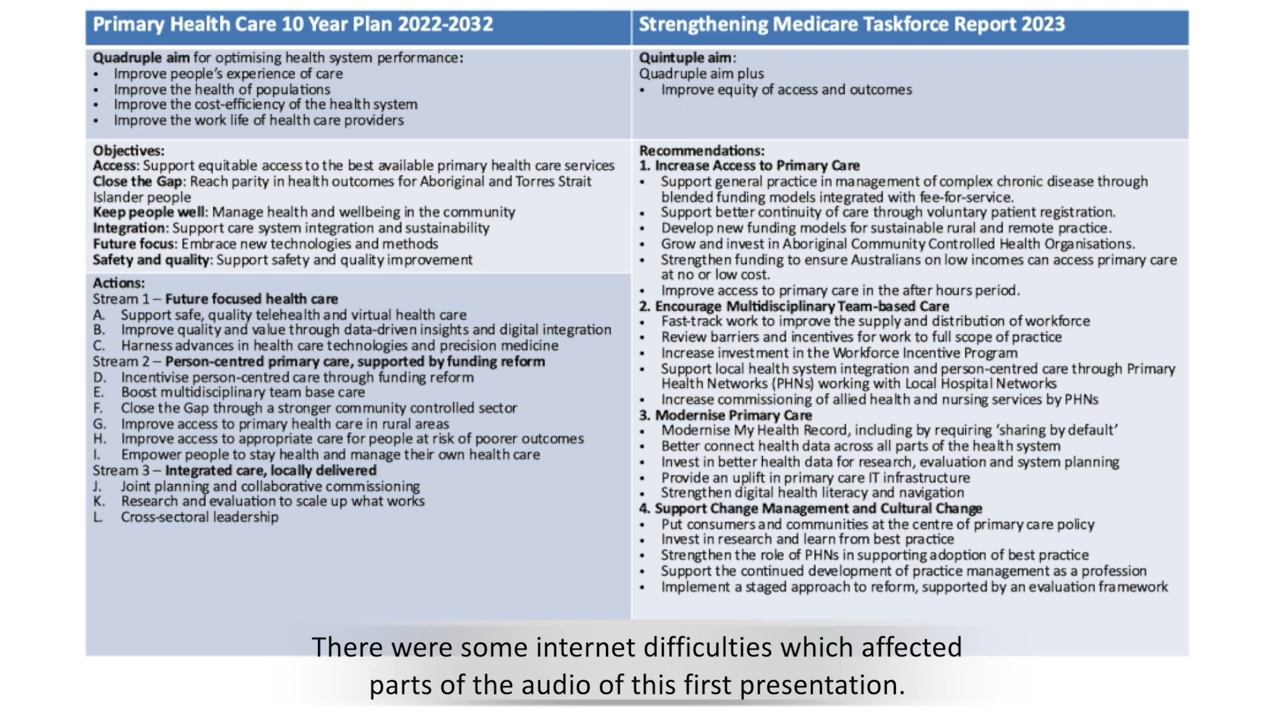 Primary Health Care 10 Year Plan 2022-2032
Quadruple aim for optimising health system performance:
• Improve people's experience of care
• Improve the health of populations
• Improve the cost-efficiency of the health system
• Improve the work life of health care providers
Objectives:
Access: Support equitable access to the best available primary health care services
Close the Gap: Reach parity in health outcomes for Aboriginal and Torres Strait
Islander people
Keep people well: Manage health and wellbeing in the community
Integration: Support care system integration and sustainability
Future focus: Embrace new technologies and methods
Safety and quality: Support safety and quality improvement
Actions:
Stream 1 – Future focused health care
A. Support safe, quality telehealth and virtual health care
B. Improve quality and value through data-driven insights and digital integration
C. Harness advances in health care technologies and precision medicine
Stream 2 – Person-centred primary care, supported by funding reform
D. Incentivise person-centred care through funding reform
E. Boost multidisciplinary team base care
F. Close the Gap through a stronger community controlled sector
G. Improve access to primary health care in rural areas
H. Improve access to appropriate care for people at risk of poorer outcomes
I. Empower people to stay health and manage their own health care
Stream 3 – Integrated care, locally delivered
J. Joint planning and collaborative commissioning
K. Research and evaluation to scale up what works
L. Cross-sectoral leadership
Strengthening Medicare Taskforce Report 2023
Quintuple aim:
Quadruple aim plus
• Improve equity of access and outcomes
Recommendations:
1. Increase Access to Primary Care
• Support general practice in management of complex chronic disease through
blended funding models integrated with fee-for-service.
• Support better continuity of care through voluntary patient registration.
• Develop new funding models for sustainable rural and remote practice.
• Grow and invest in Aboriginal Community Controlled Health Organisations.
• Strengthen funding to ensure Australians on low incomes can access primary care
at no or low cost.
• Improve access to primary care in the after hours period.
2. Encourage Multidisciplinary Team-based Care
• Fast-track work to improve the supply and distribution of workforce
• Review barriers and incentives for work to full scope of practice
• Increase investment in the Workforce Incentive Program
• Support local health system integration and person-centred care through Primary
Health Networks (PHNs) working with Local Hospital Networks
• Increase commissioning of allied health and nursing services by PHNs
3. Modernise Primary Care
• Modernise My Health Record, including by requiring 'sharing by default'
• Better connect health data across all parts of the health system
• Invest in better health data for research, evaluation and system planning
• Provide an uplift in primary care IT infrastructure
• Strengthen digital health literacy and navigation
4. Support Change Management and Cultural Change
• Put consumers and communities at the centre of primary care policy
• Invest in research and learn from best practice
• Strengthen the role of PHNs in supporting adoption of best practice
• Support the continued development of practice management as a profession
• Implement a staged approach to reform, supported by an evaluation framework
There were some internet difficulties which affected
parts of the audio of this first presentation.